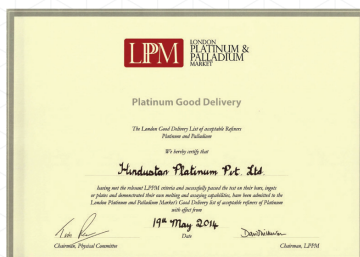 LPPM
LONDON
PLATINUM &
PALLADIUM
MARKET
Platinum Good Delivery
The London Good Delivery List of acceptable Refiners
Platinum and Palladium
We hereby certify that
Hindustan Platinum Pvt. Ltd.
having met the relevant LPPM criteria and successfully passed the test on their bars, ingots
or plates and demonstrated their own melting and assaying capabilities, have been admitted to the
London Platinum and Palladium Market's Good Delivery list of acceptable refiners of Platinum
with effect from
19th May 2014
Date
Chairman, Physical Committee
Chairman, LPPM